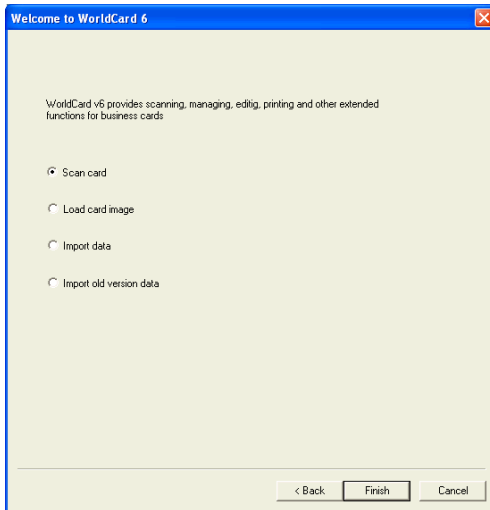 Welcome to WorldCard 6
WorldCard v6 provides scanning, managing, editig, printing and other extended
functions for business cards
Scan card
Load card image
Import data
Import old version data
< Back
Finish
Cancel